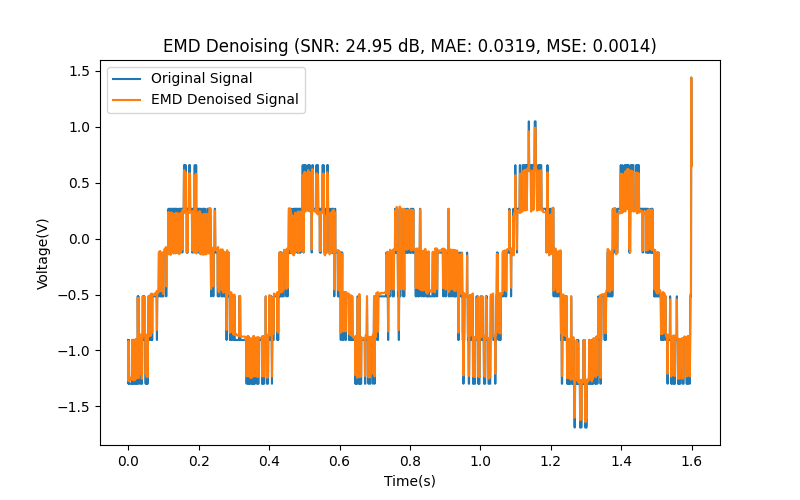 EMD Denoising (SNR: 24.95 dB, MAE: 0.0319, MSE: 0.0014)
Original Signal
EMD Denoised Signal
1.5
1.0
0.5
0.0
−0.5
−1.0
−1.5
Voltage(V)
0.0 0.2 0.4 0.6 0.8 1.0 1.2 1.4 1.6
Time(s)